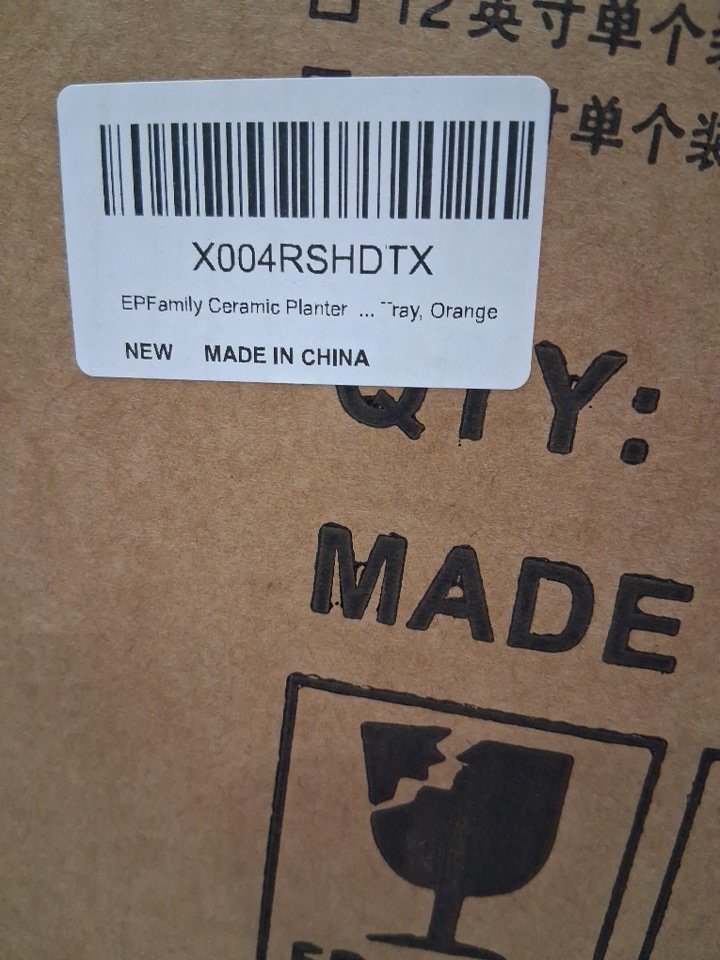 12英寸单个装
寸单个装
X004RSHDTX
EPFamily Ceramic Planter ... Tray, Orange
NEW MADE IN CHINA
QTY:
MADE